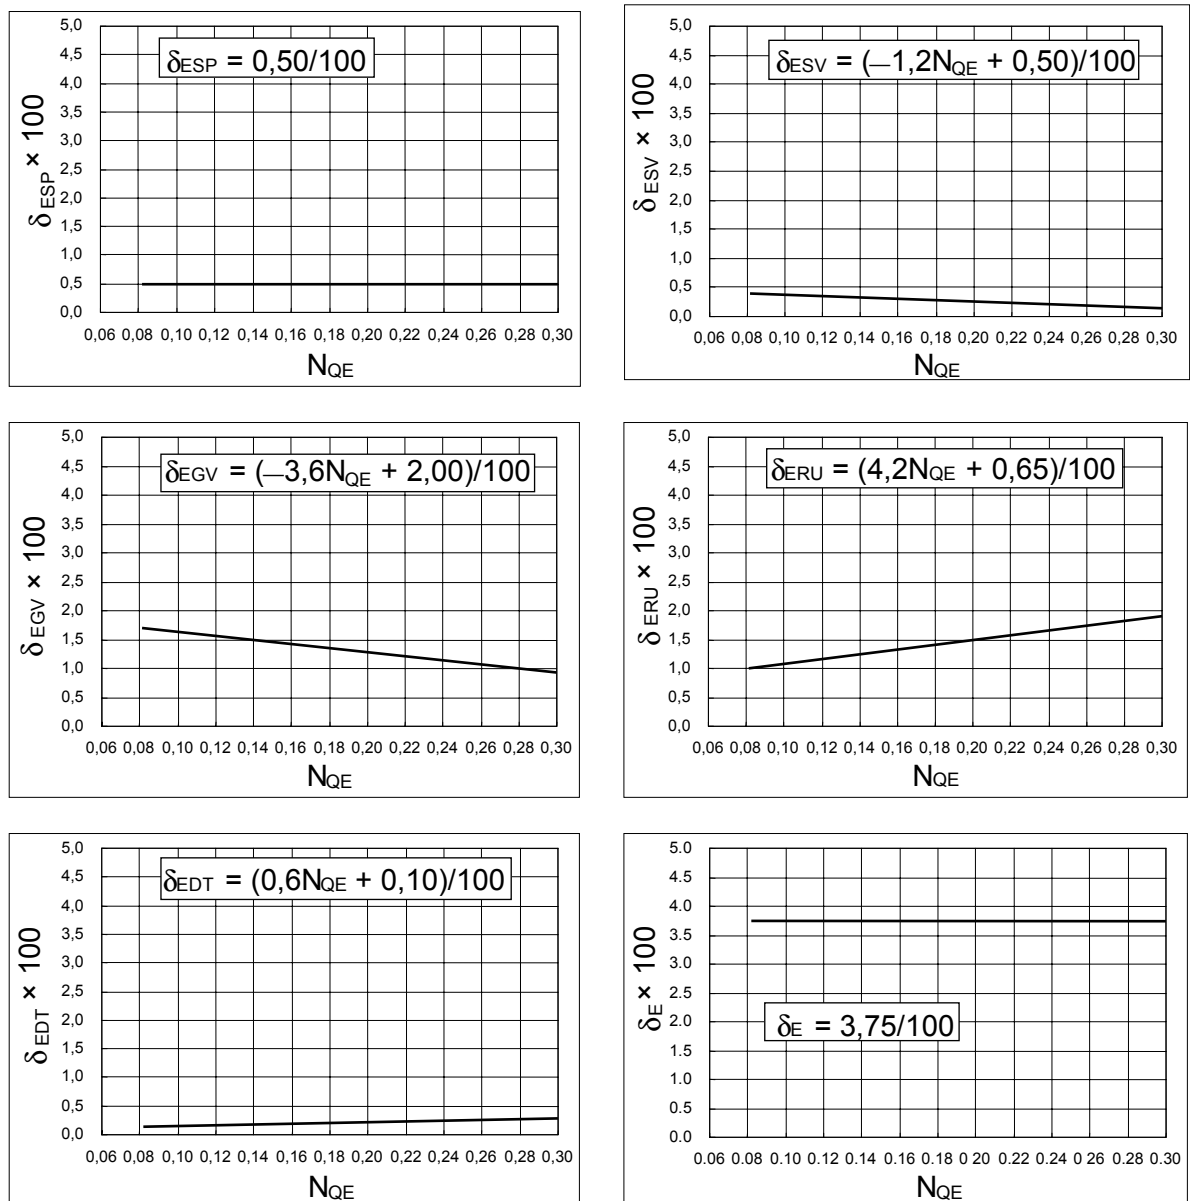 5,0
4,5
4,0
3,5
3,0
2,5
2,0
1,5
1,0
0,5
0,0
δESP × 100
δESP = 0,50/100
0,06 0,08 0,10 0,12 0,14 0,16 0,18 0,20 0,22 0,24 0,26 0,28 0,30
NQE
5,0
4,5
4,0
3,5
3,0
2,5
2,0
1,5
1,0
0,5
0,0
δESV × 100
δESV = (—1,2NQE + 0,50)/100
0,06 0,08 0,10 0,12 0,14 0,16 0,18 0,20 0,22 0,24 0,26 0,28 0,30
NQE
5,0
4,5
4,0
3,5
3,0
2,5
2,0
1,5
1,0
0,5
0,0
δEGV × 100
δEGV = (—3,6NQE + 2,00)/100
0,06 0,08 0,10 0,12 0,14 0,16 0,18 0,20 0,22 0,24 0,26 0,28 0,30
NQE
5,0
4,5
4,0
3,5
3,0
2,5
2,0
1,5
1,0
0,5
0,0
δERU × 100
δERU = (4,2NQE + 0,65)/100
0,06 0,08 0,10 0,12 0,14 0,16 0,18 0,20 0,22 0,24 0,26 0,28 0,30
NQE
5,0
4,5
4,0
3,5
3,0
2,5
2,0
1,5
1,0
0,5
0,0
δEDT × 100
δEDT = (0,6NQE + 0,10)/100
0,06 0,08 0,10 0,12 0,14 0,16 0,18 0,20 0,22 0,24 0,26 0,28 0,30
NQE
5.0
4.5
4.0
3.5
3.0
2.5
2.0
1.5
1.0
0.5
0.0
δE × 100
δE = 3,75/100
0.06 0.08 0.10 0.12 0.14 0.16 0.18 0 20 0.22 0.24 0.26 0.28 0.30
NQE